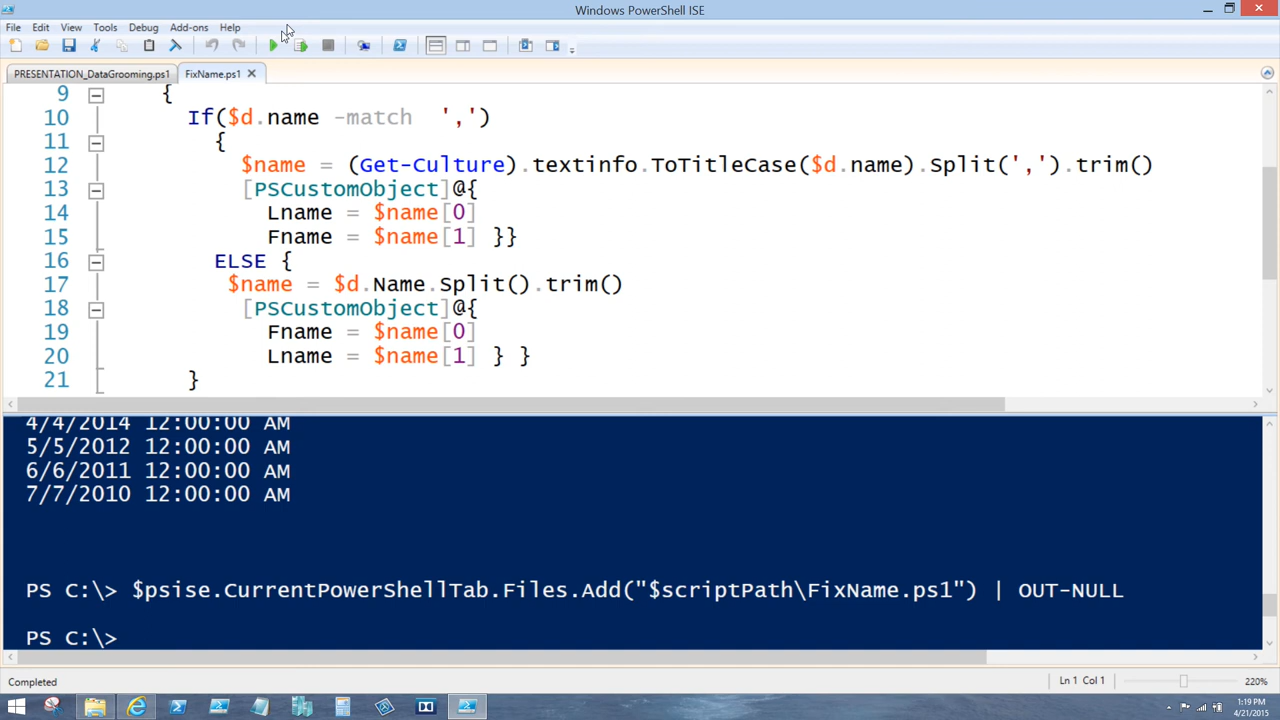 Windows PowerShell ISE
File Edit View Tools Debug Add-ons Help
PRESENTATION_DataGrooming.ps1 FixName.ps1
9 {
10 If($d.name -match ',')
11 {
12 $name = (Get-Culture).textinfo.ToTitleCase($d.name).Split(',').trim()
13 [PSCustomObject]@{
14 Lname = $name[0]
15 Fname = $name[1] }}
16 ELSE {
17 $name = $d.Name.Split().trim()
18 [PSCustomObject]@{
19 Fname = $name[0]
20 Lname = $name[1] } }
21 }
4/4/2014 12:00:00 AM
5/5/2012 12:00:00 AM
6/6/2011 12:00:00 AM
7/7/2010 12:00:00 AM
PS C:\> $psise.CurrentPowerShellTab.Files.Add("$scriptPath\FixName.ps1") | OUT-NULL
PS C:\>
Completed Ln 1 Col 1 220%
1:19 PM
4/21/2015